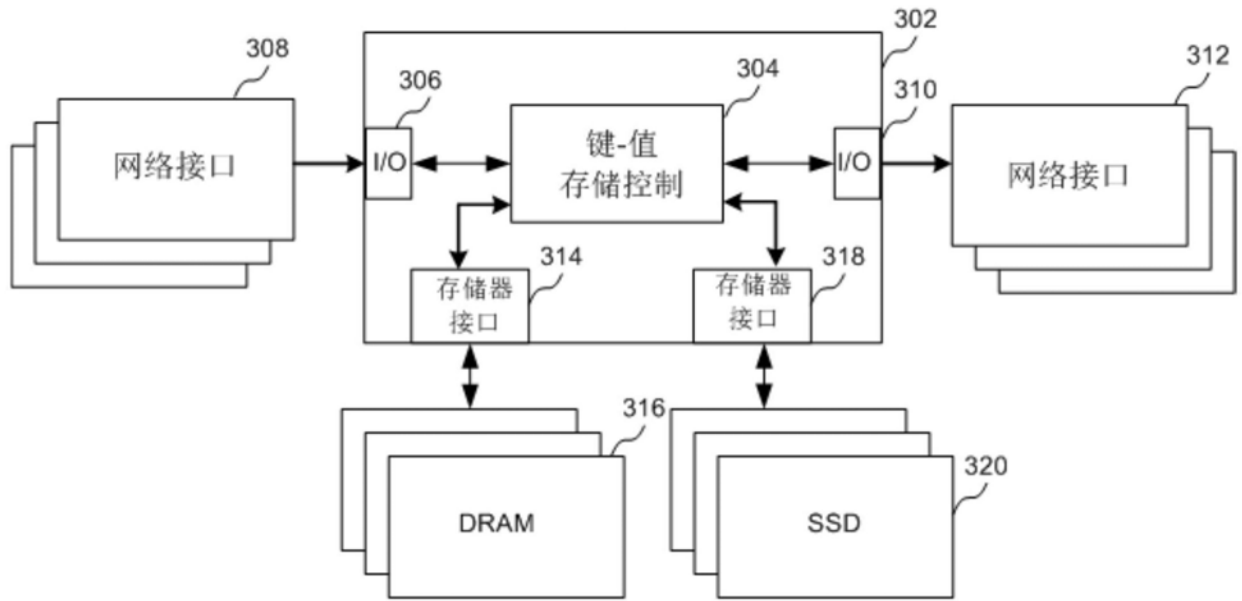 308
306
304
302
310
312
网络接口
I/O
键-值
存储控制
I/O
网络接口
314
存储器
接口
318
存储器
接口
316
DRAM
320
SSD